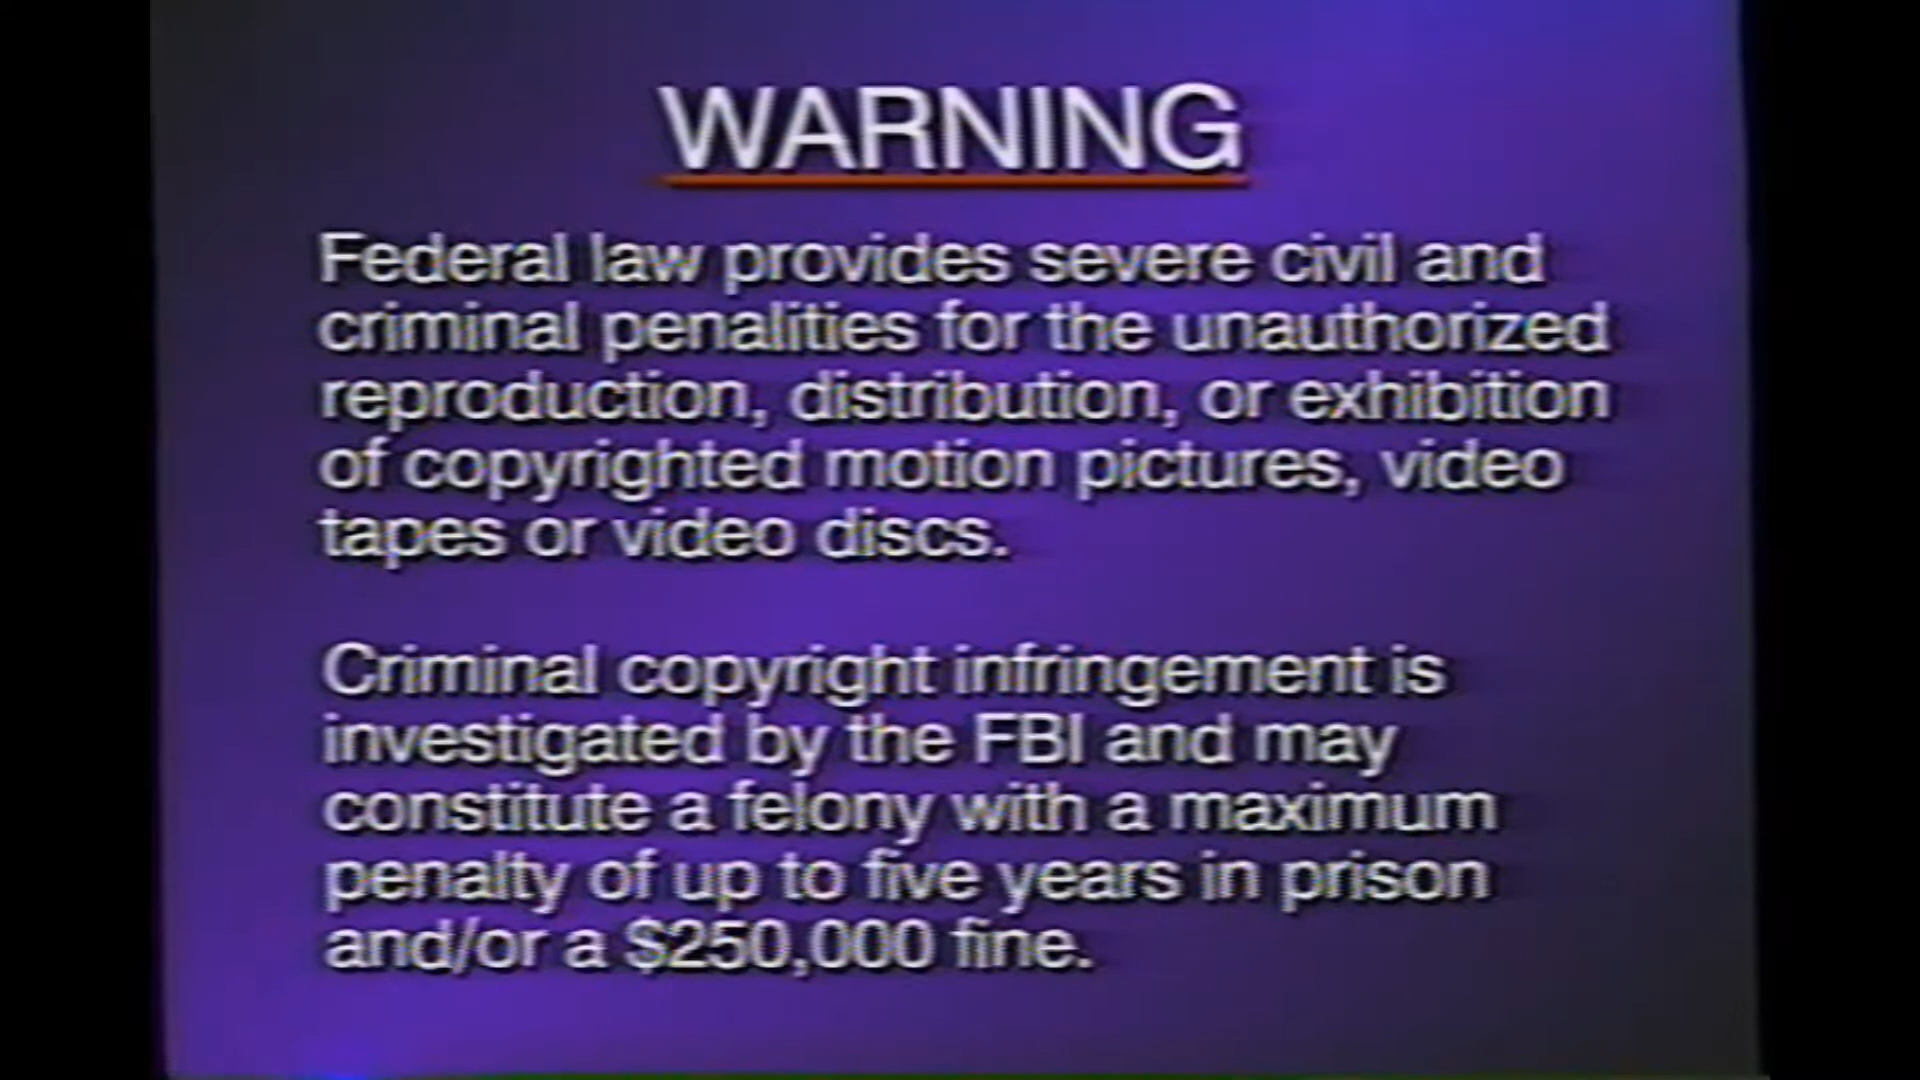 WARNING
Federal law provides severe civil and
criminal penalities for the unauthorized
reproduction, distribution, or exhibition
of copyrighted motion pictures, video
tapes or video discs.
Criminal copyright infringement is
investigated by the FBI and may
constitute a felony with a maximum
penalty of up to five years in prison
and/or a $250,000 fine.